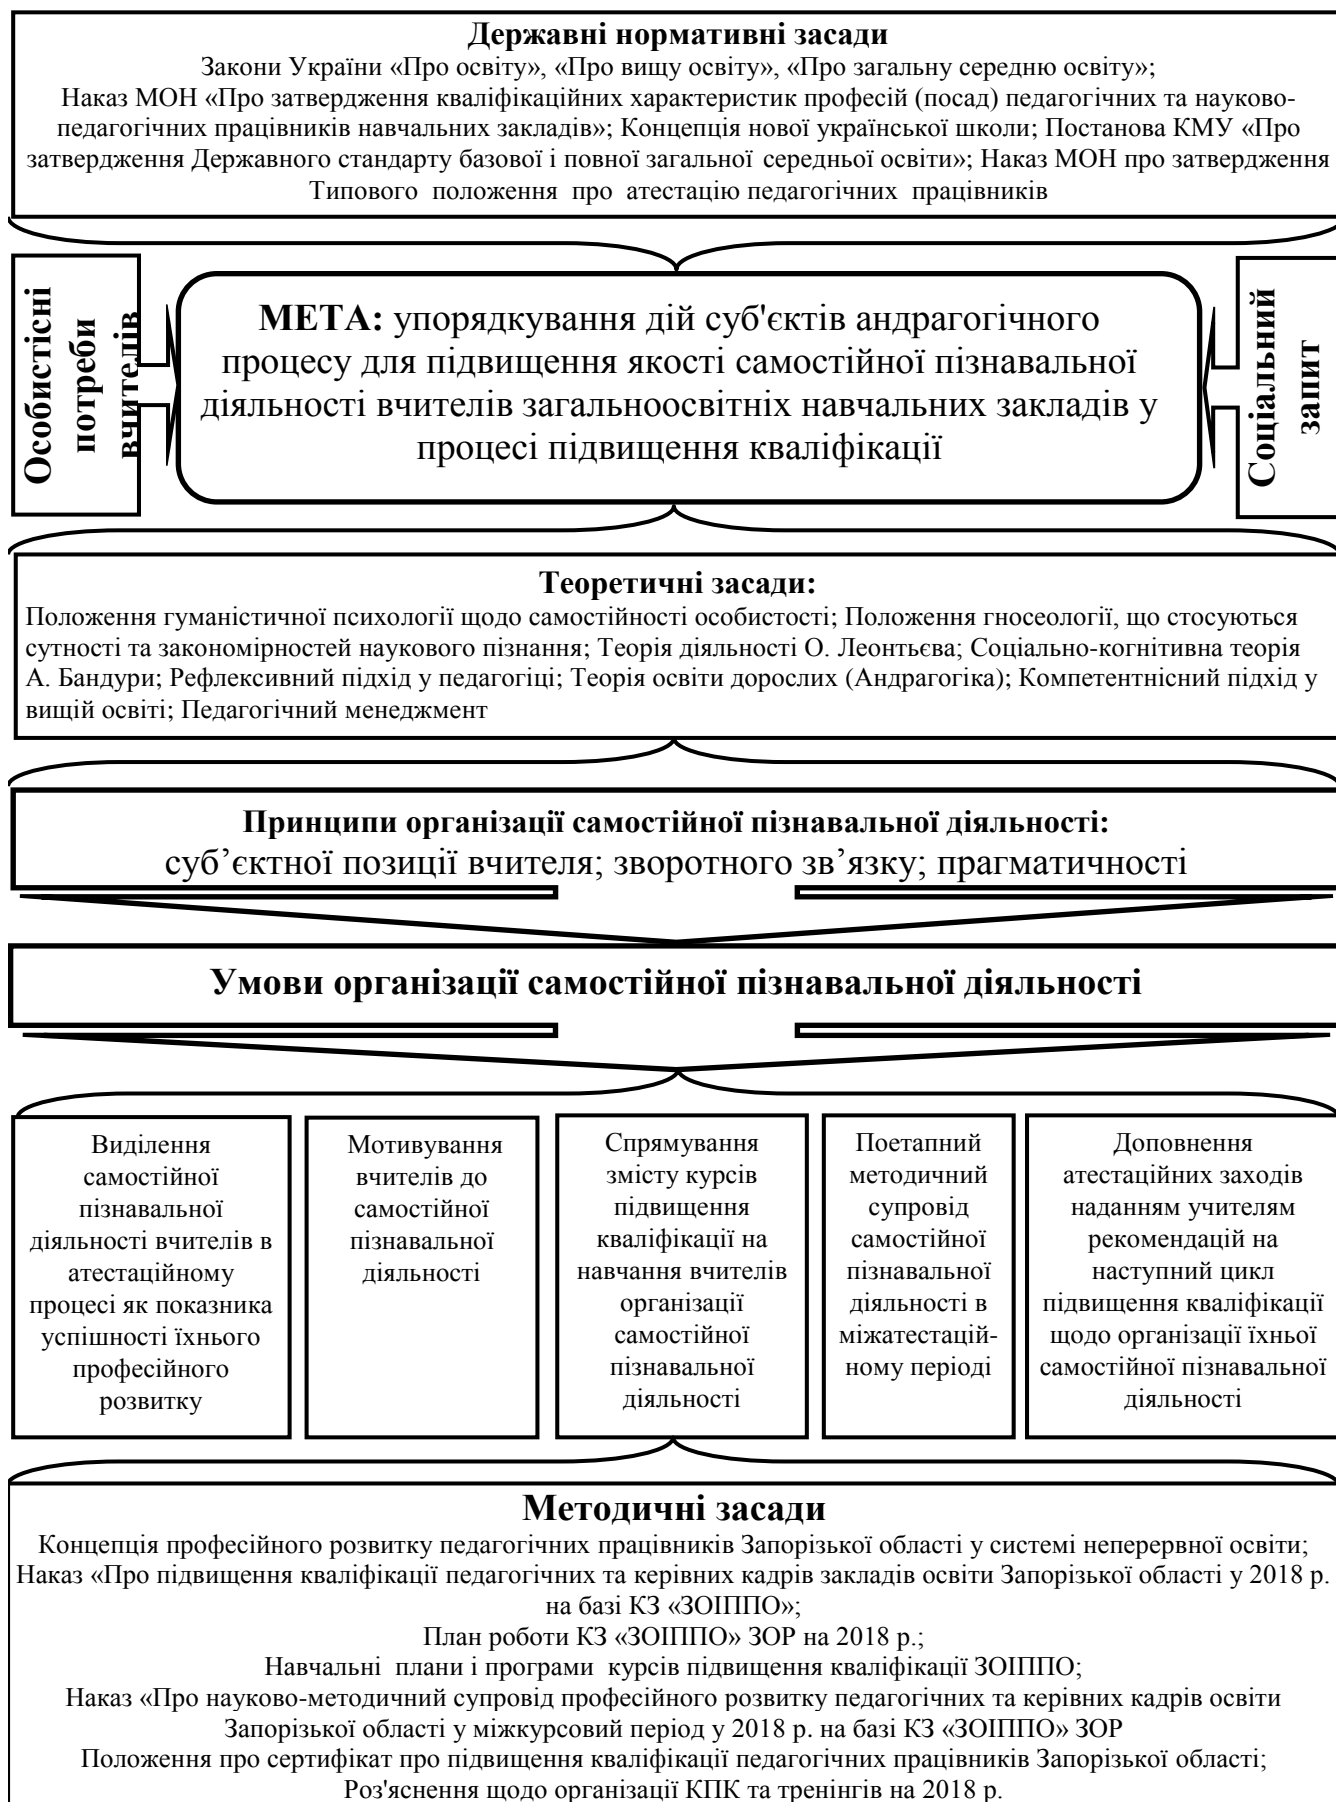 Державні нормативні засади
Закони України «Про освіту», «Про вищу освіту», «Про загальну середню освіту»;
Наказ МОН «Про затвердження кваліфікаційних характеристик професій (посад) педагогічних та науково-
педагогічних працівників навчальних закладів»; Концепція нової української школи; Постанова КМУ «Про
затвердження Державного стандарту базової і повної загальної середньої освіти»; Наказ МОН про затвердження
Типового положення про атестацію педагогічних працівників
Особистісні
потреби
вчителів
МЕТА: упорядкування дій суб'єктів андрагогічного
процесу для підвищення якості самостійної пізнавальної
діяльності вчителів загальноосвітніх навчальних закладів у
процесі підвищення кваліфікації
Соціальний
запит
Теоретичні засади:
Положення гуманістичної психології щодо самостійності особистості; Положення гносеології, що стосуються
сутності та закономірностей наукового пізнання; Теорія діяльності О. Леонтьєва; Соціально-когнітивна теорія
А. Бандури; Рефлексивний підхід у педагогіці; Теорія освіти дорослих (Андрагогіка); Компетентнісний підхід у
вищій освіті; Педагогічний менеджмент
Принципи організації самостійної пізнавальної діяльності:
суб’єктної позиції вчителя; зворотного зв’язку; прагматичності
Умови організації самостійної пізнавальної діяльності
Виділення
самостійної
пізнавальної
діяльності вчителів в
атестаційному
процесі як показника
успішності їхнього
професійного
розвитку
Мотивування
вчителів до
самостійної
пізнавальної
діяльності
Спрямування
змісту курсів
підвищення
кваліфікації на
навчання вчителів
організації
самостійної
пізнавальної
діяльності
Поетапний
методичний
супровід
самостійної
пізнавальної
діяльності в
міжатестацій-
ному періоді
Доповнення
атестаційних заходів
наданням учителям
рекомендацій на
наступний цикл
підвищення кваліфікації
щодо організації їхньої
самостійної пізнавальної
діяльності
Методичні засади
Концепція професійного розвитку педагогічних працівників Запорізької області у системі неперервної освіти;
Наказ «Про підвищення кваліфікації педагогічних та керівних кадрів закладів освіти Запорізької області у 2018 р.
на базі КЗ «ЗОІППО»;
План роботи КЗ «ЗОІППО» ЗОР на 2018 р.;
Навчальні плани і програми курсів підвищення кваліфікації ЗОІППО;
Наказ «Про науково-методичний супровід професійного розвитку педагогічних та керівних кадрів освіти
Запорізької області у міжкурсовий період у 2018 р. на базі КЗ «ЗОІППО» ЗОР
Положення про сертифікат про підвищення кваліфікації педагогічних працівників Запорізької області;
Роз'яснення щодо організації КПК та тренінгів на 2018 р.